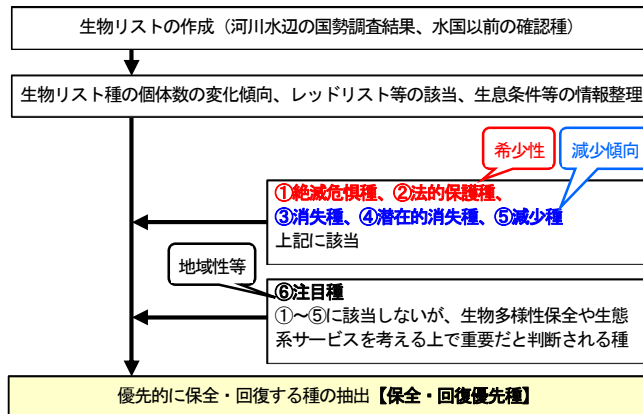 生物リストの作成（河川水辺の国勢調査結果、水国以前の確認種）
生物リスト種の個体数の変化傾向、レッドリスト等の該当、生息条件等の情報整理
希少性
減少傾向
①絶滅危惧種、②法的保護種、
③消失種、④潜在的消失種、⑤減少種
上記に該当
地域性等
⑥注目種
①～⑤に該当しないが、生物多様性保全や生態
系サービスを考える上で重要だと判断される種
優先的に保全・回復する種の抽出【保全・回復優先種】